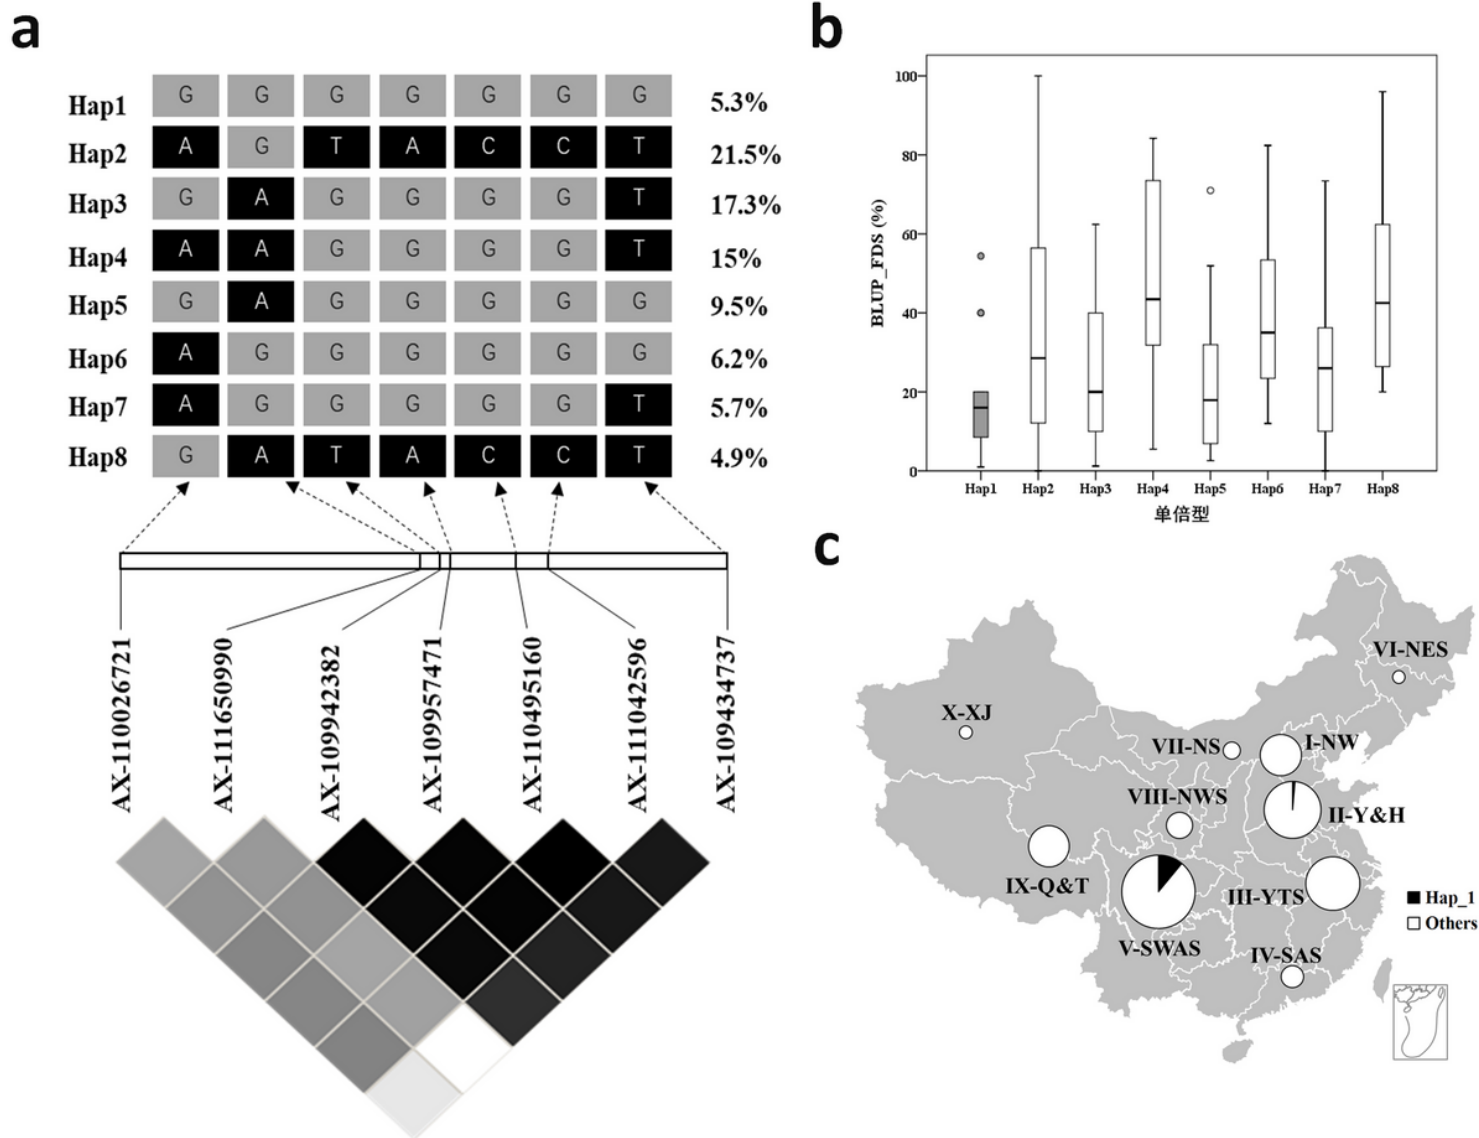 a
Hap1 G G G G G G G 5.3%
Hap2 A G T A C C T 21.5%
Hap3 G A G G G G T 17.3%
Hap4 A A G G G G T 15%
Hap5 G A G G G G G 9.5%
Hap6 A G G G G G G 6.2%
Hap7 A G G G G G T 5.7%
Hap8 G A T A C C T 4.9%
AX-110026721
AX-111650990
AX-109942382
AX-109957471
AX-110495160
AX-111042596
AX-109434737
b
BLUP_FDS (%)
100
80
60
40
20
0
Hap1 Hap2 Hap3 Hap4 Hap5 Hap6 Hap7 Hap8
单倍型
c
VI-NES
X-XJ
VII-NS
I-NW
VIII-NWS
II-Y&H
IX-Q&T
III-YTS
V-SWAS
IV-SAS
Hap_1
Others